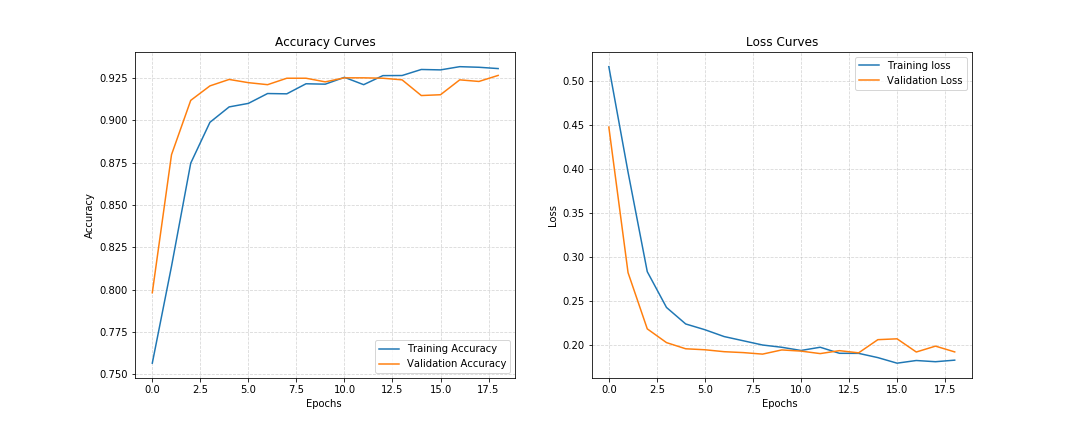 Accuracy Curves
Accuracy
0.925
0.900
0.875
0.850
0.825
0.800
0.775
0.750
0.0 2.5 5.0 7.5 10.0 12.5 15.0 17.5
Epochs
Training Accuracy
Validation Accuracy
Loss Curves
Loss
0.50
0.45
0.40
0.35
0.30
0.25
0.20
0.0 2.5 5.0 7.5 10.0 12.5 15.0 17.5
Epochs
Training loss
Validation Loss